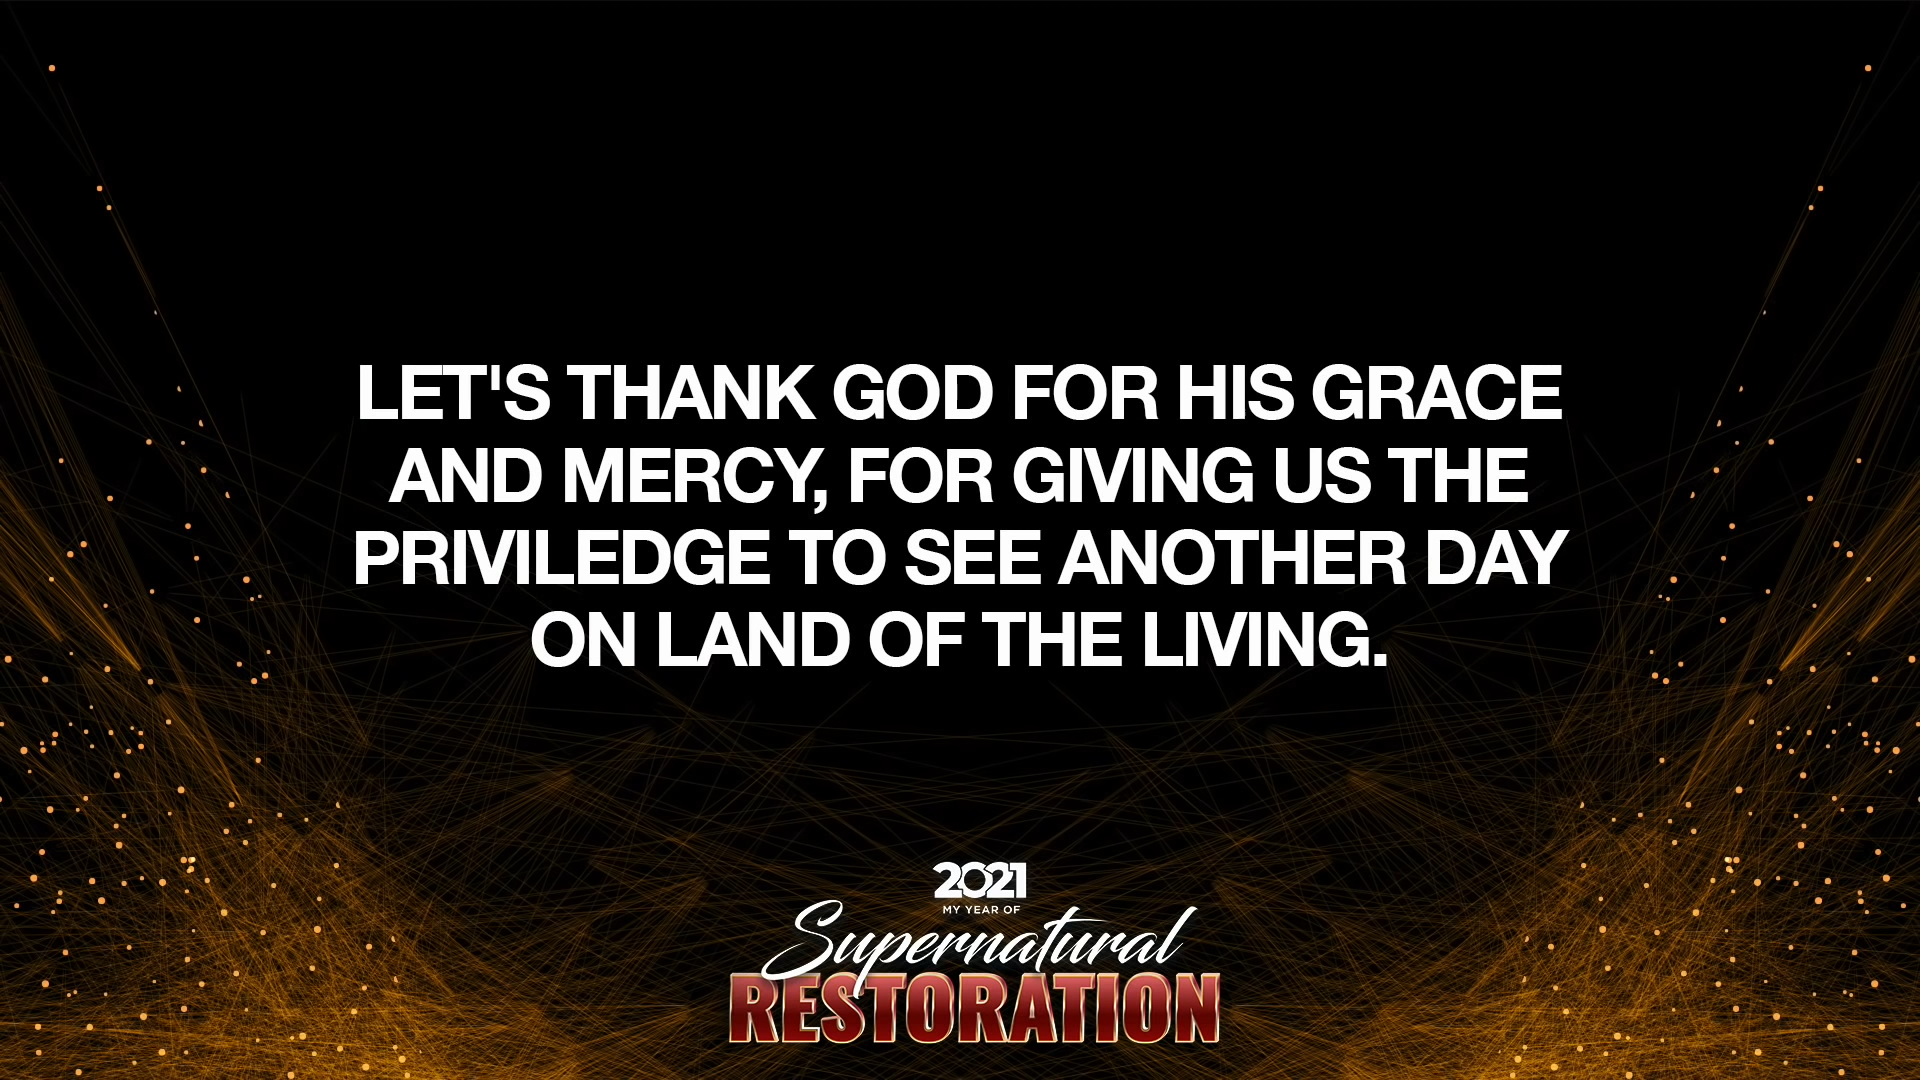 LET'S THANK GOD FOR HIS GRACE
AND MERCY, FOR GIVING US THE
PRIVILEDGE TO SEE ANOTHER DAY
ON LAND OF THE LIVING.
2021
MY YEAR OF
Supernatural
RESTORATION